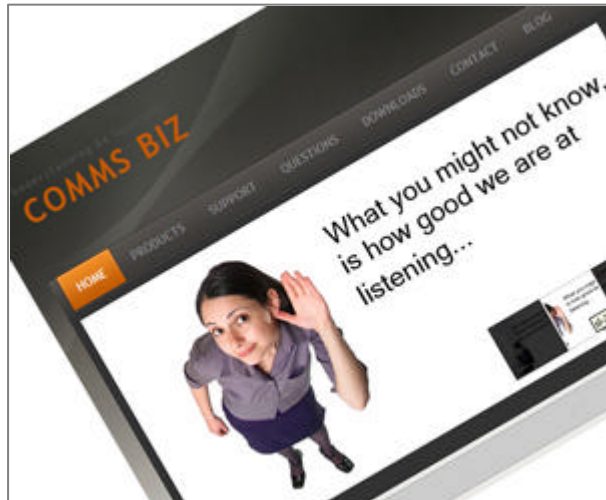 COMMS BIZ
HOME PRODUCTS SUPPORT QUESTIONS DOWNLOADS CONTACT BLOG
What you might not know,
is how good we are at
listening...